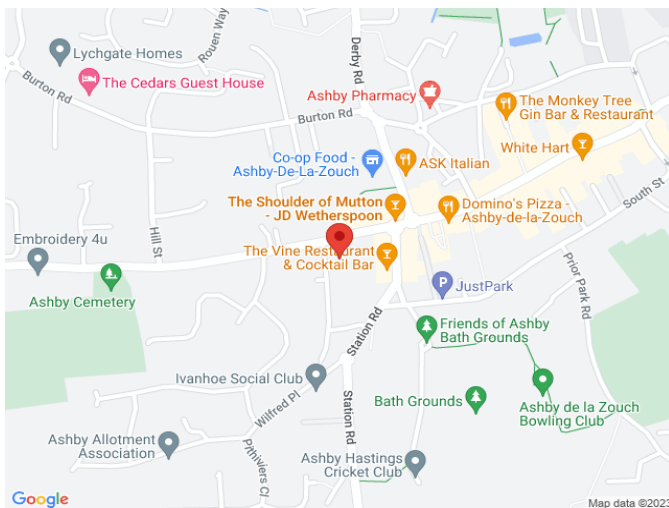 Lychgate Homes
Rouen Way
Derby Rd
The Cedars Guest House
Burton Rd
Ashby Pharmacy
The Monkey Tree
Gin Bar & Restaurant
Burton Rd
White Hart
Co-op Food -
Ashby-De-La-Zouch
ASK Italian
South St
The Shoulder of Mutton
- JD Wetherspoon
Domino's Pizza -
Ashby-de-la-Zouch
Hill St
Embroidery 4u
The Vine Restaurant
& Cocktail Bar
Prior Park Rd
Ashby Cemetery
P
JustPark
Station Rd
Friends of Ashby
Bath Grounds
Ivanhoe Social Club
Wilfred Pl
Station Rd
Bath Grounds
Ashby de la Zouch
Bowling Club
Ashby Allotment
Association
Pithiviers Cl
Ashby Hastings
Cricket Club
Google
Map data ©2023